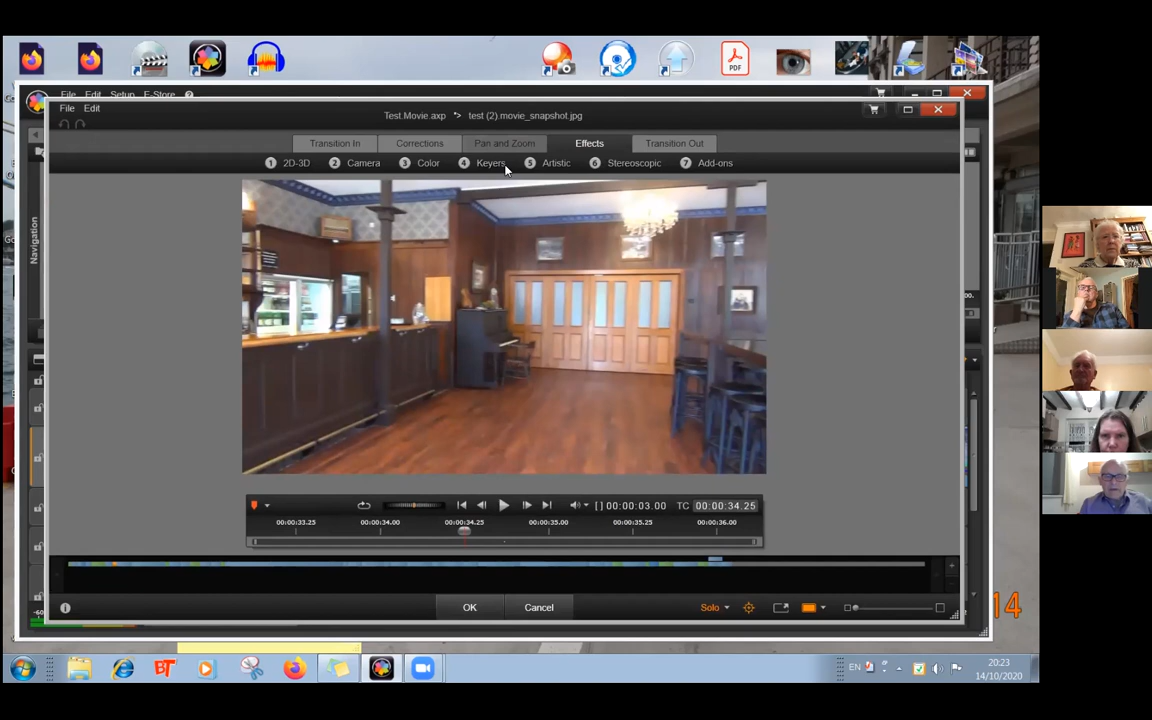 File Edit Setup E-Store ?
File Edit
Test.Movie.axp > test (2).movie_snapshot.jpg
Transition In Corrections Pan and Zoom Effects Transition Out
1 2D-3D 2 Camera 3 Color 4 Keyers 5 Artistic 6 Stereoscopic 7 Add-ons
Navigation
[ ] 00:00:03.00 TC 00:00:34.25
00:00:33.25 00:00:34.00 00:00:34.25 00:00:35.00 00:00:35.25 00:00:36.00
OK Cancel Solo
14
BT
EN
20:23
14/10/2020